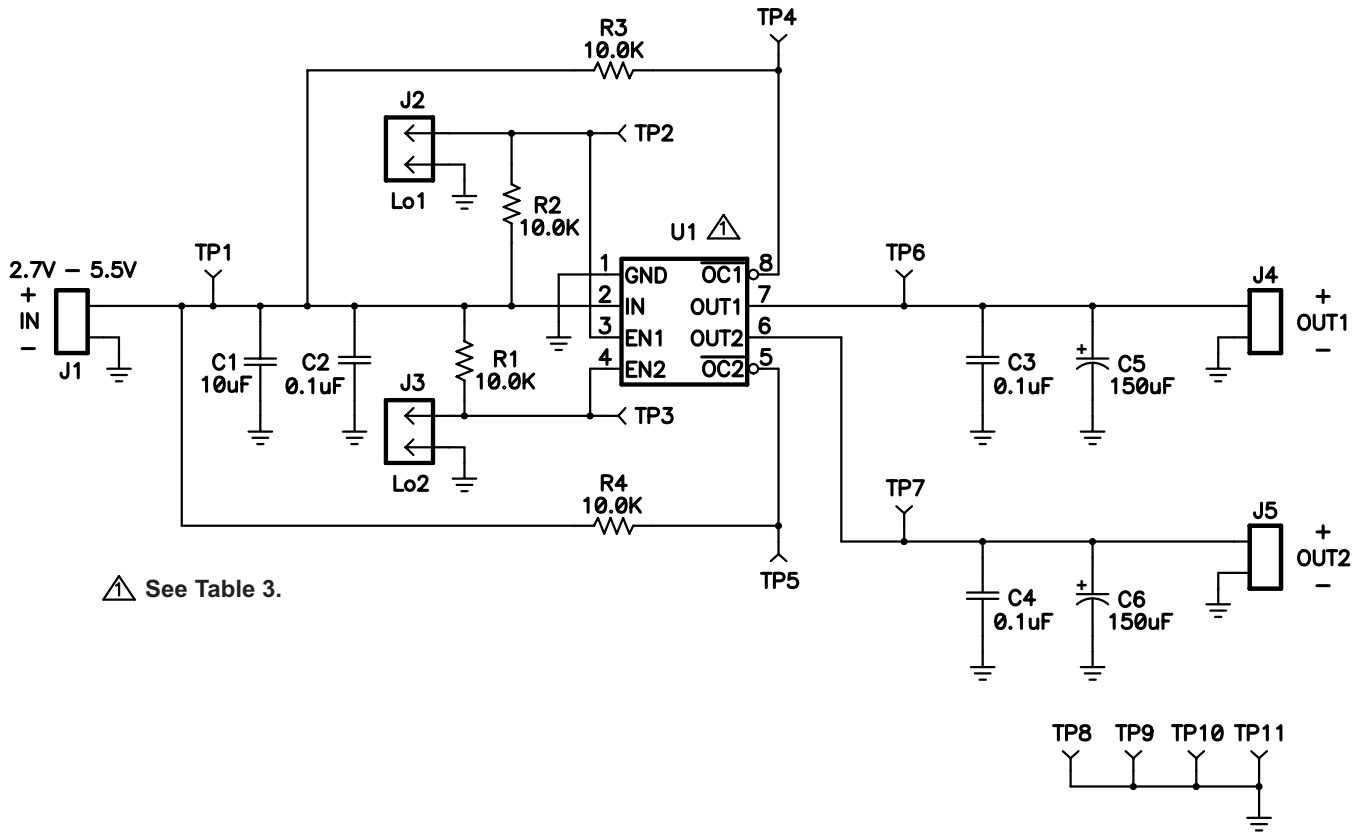 TP4
R3
10.0K
J2
TP2
Lo1
R2
10.0K
U1 1
TP1
TP6
2.7V - 5.5V
+
IN
-
J1
1
2
3
4
GND
IN
EN1
EN2
OC1
OUT1
OUT2
OC2
8
7
6
5
J4
+
OUT1
-
C1
10uF
C2
0.1uF
R1
10.0K
C3
0.1uF
+
C5
150uF
J3
TP3
Lo2
R4
10.0K
TP5
TP7
J5
+
OUT2
-
C4
0.1uF
+
C6
150uF
1 See Table 3.
TP8 TP9 TP10 TP11